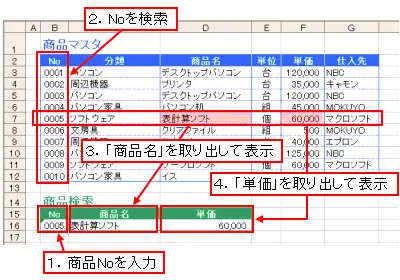 A B C D E F G
2. Noを検索
1 商品マスタ
2 No 分類 商品名 単位 単価 仕入先
3 0001 パソコン デスクトップパソコン 台 120,000 NBC
4 0002 周辺機器 プリンタ 台 35,000 キャモン
5 0003 パソコン デスクトップパソコン 台 120,000 NBC
6 0004 パソコン家具 パソコン机 組 45,000 MOKUYO
7 0005 ソフトウェア 表計算ソフト 個 60,000 マクロソフト
8 0006 文房具 クリアファイル 組 500 MOKUYO
9 0007 周辺 40,000 エプロン
10 0008 パソコ 125,000 NBC
3. 「商品名」を取り出して表示
11 0009 ソフトウェア ワープロソフト 個 マクロソフト
12 0010 パソコン家具 イス
4. 「単価」を取り出して表示
14 商品検索
15 No 商品名 単価
16 0005 表計算ソフト 60,000
17
1. 商品Noを入力